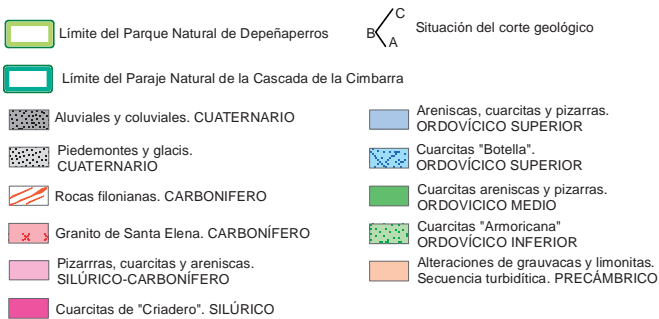 Límite del Parque Natural de Depeñaperros
C
B
A
Situación del corte geológico
Límite del Paraje Natural de la Cascada de la Cimbarra
Aluviales y coluviales. CUATERNARIO
Piedemontes y glacis.
CUATERNARIO
Rocas filonianas. CARBONIFERO
Granito de Santa Elena. CARBONÍFERO
Pizarrras, cuarcitas y areniscas.
SILÚRICO-CARBONÍFERO
Cuarcitas de "Criadero". SILÚRICO
Areniscas, cuarcitas y pizarras.
ORDOVÍCICO SUPERIOR
Cuarcitas "Botella".
ORDOVÍCICO SUPERIOR
Cuarcitas areniscas y pizarras.
ORDOVICICO MEDIO
Cuarcitas "Armoricana"
ORDOVÍCICO INFERIOR
Alteraciones de grauvacas y limonitas.
Secuencia turbidítica. PRECÁMBRICO